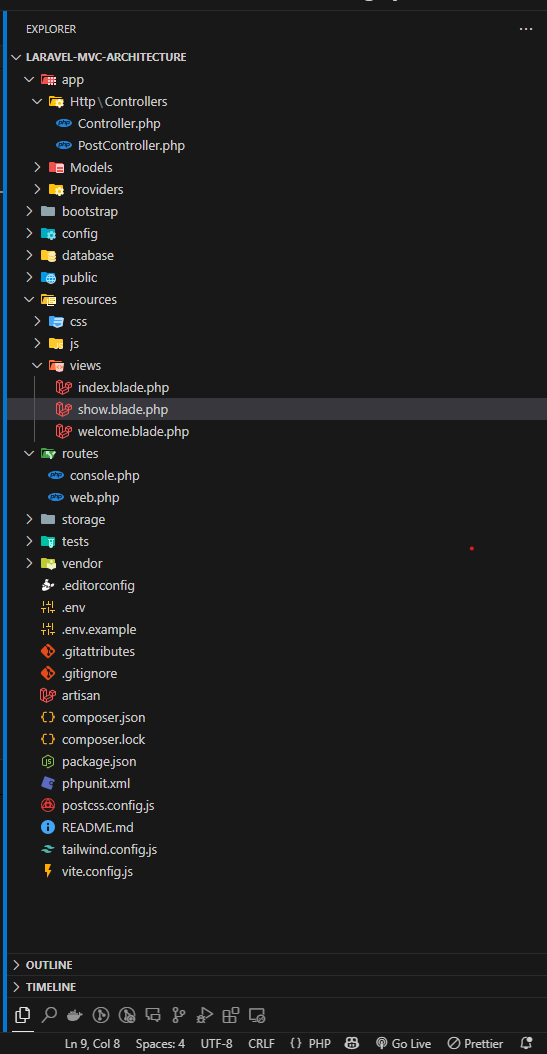 EXPLORER
LARAVEL-MVC-ARCHITECTURE
app
Http\Controllers
Controller.php
PostController.php
Models
Providers
bootstrap
config
database
public
resources
css
js
views
index.blade.php
show.blade.php
welcome.blade.php
routes
console.php
web.php
storage
tests
vendor
.editorconfig
.env
.env.example
.gitattributes
.gitignore
artisan
composer.json
composer.lock
package.json
phpunit.xml
postcss.config.js
README.md
tailwind.config.js
vite.config.js
OUTLINE
TIMELINE
Ln 9, Col 8 Spaces: 4 UTF-8 CRLF {} PHP Go Live Prettier